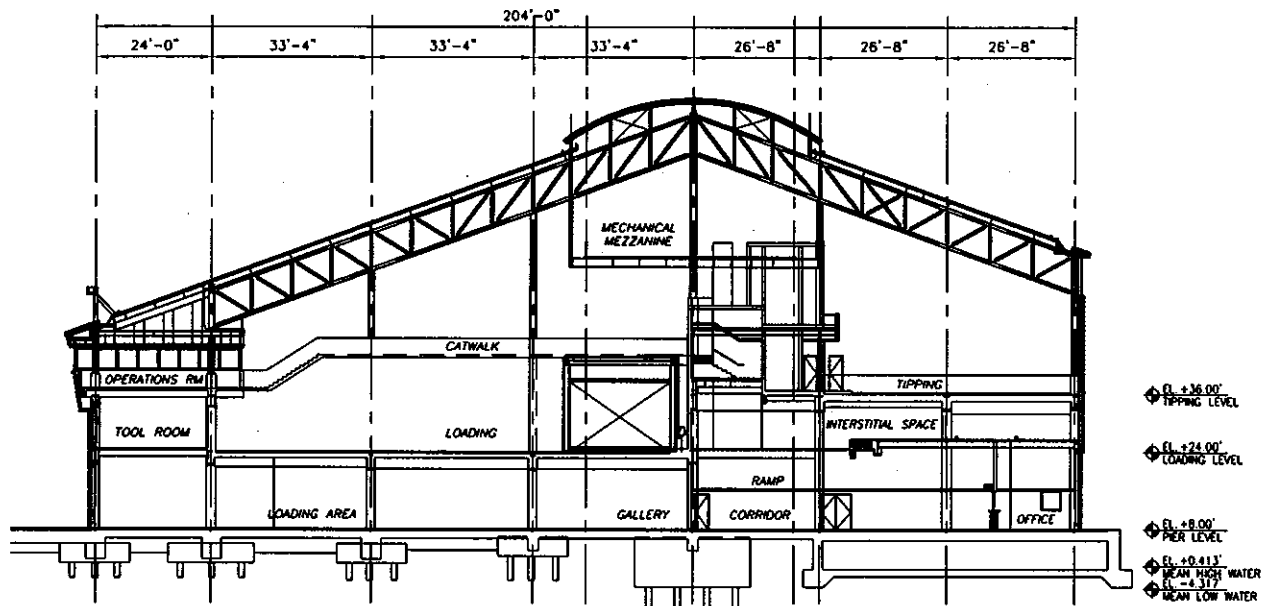 204'-0"
24'-0" 33'-4" 33'-4" 33'-4" 26'-8" 26'-8" 26'-8"
MECHANICAL
MEZZANINE
CATWALK
OPERATIONS RM
TIPPING
EL. +36.00'
TIPPING LEVEL
TOOL ROOM
LOADING
INTERSTITIAL SPACE
EL. +24.00'
LOADING LEVEL
RAMP
LOADING AREA
GALLERY
CORRIDOR
OFFICE
EL. +8.00'
PIER LEVEL
EL. +0.413'
MEAN HIGH WATER
EL. -4.317'
MEAN LOW WATER